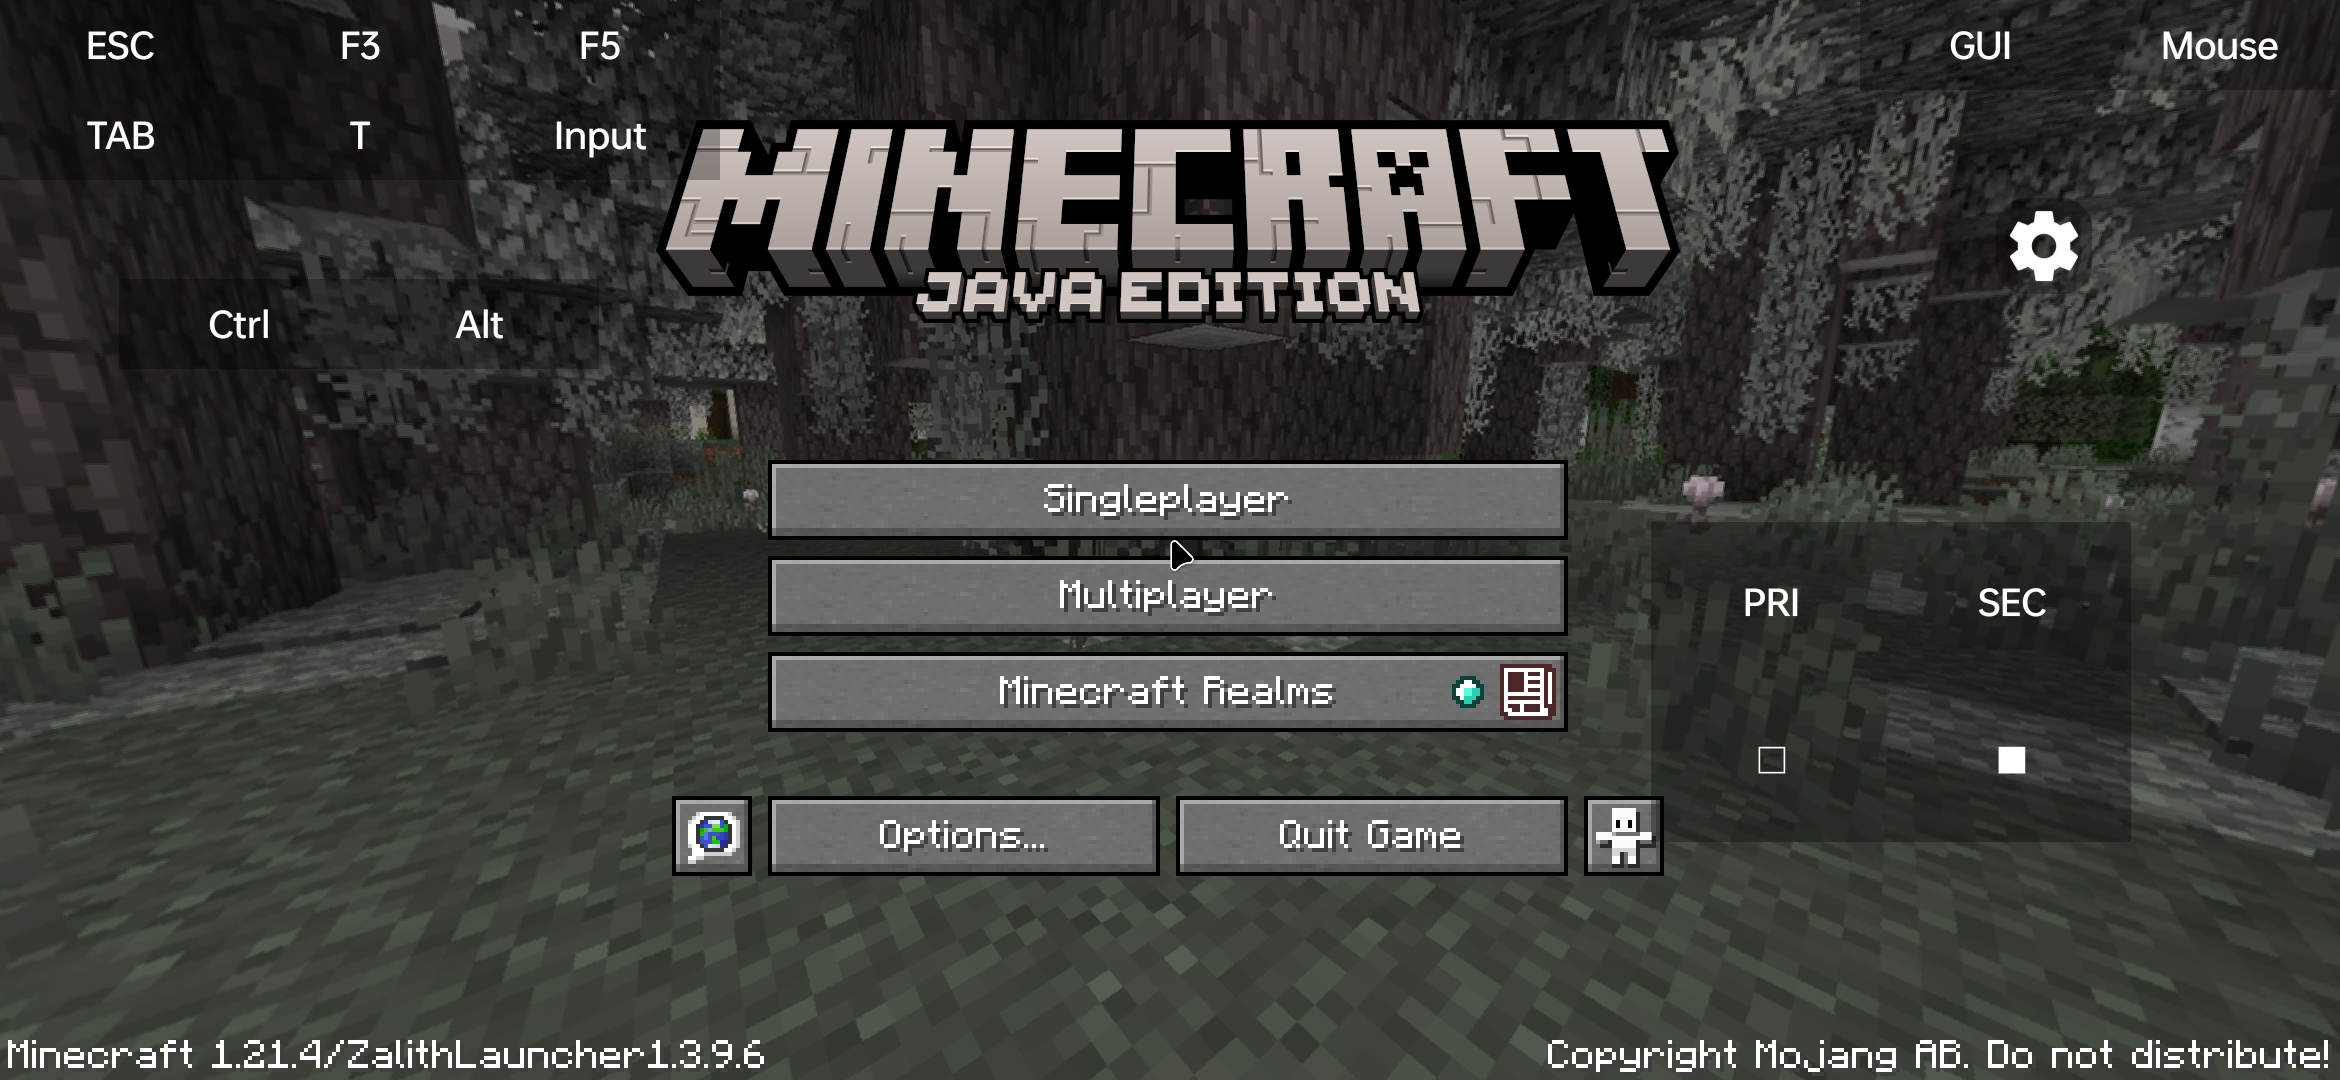 ESC F3 F5 GUI Mouse
TAB T Input
MINECRAFT
JAVA EDITION
Ctrl Alt
Singleplayer
Multiplayer
PRI SEC
Minecraft Realms
Options... Quit Game
Minecraft 1.21.4/ZalithLauncher1.3.9.6 Copyright Mojang AB. Do not distribute!